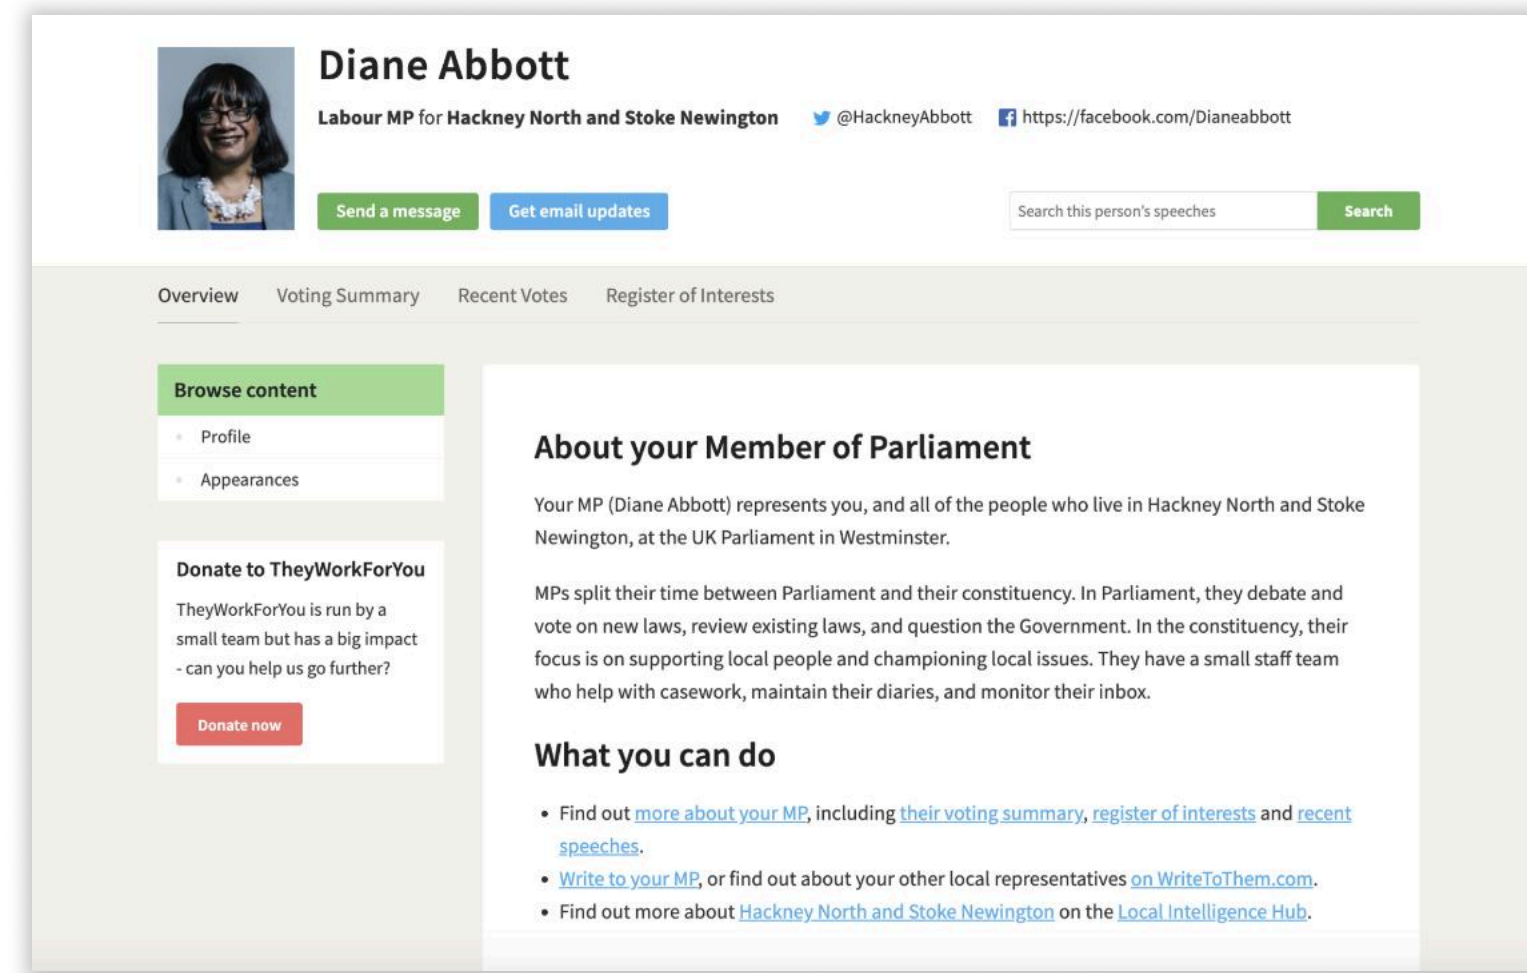 Diane Abbott
Labour MP for Hackney North and Stoke Newington @HackneyAbbott https://facebook.com/Dianeabbott
Send a message Get email updates Search this person's speeches Search
Overview Voting Summary Recent Votes Register of Interests
Browse content
Profile
Appearances
Donate to TheyWorkForYou
TheyWorkForYou is run by a
small team but has a big impact
- can you help us go further?
Donate now
About your Member of Parliament
Your MP (Diane Abbott) represents you, and all of the people who live in Hackney North and Stoke
Newington, at the UK Parliament in Westminster.
MPs split their time between Parliament and their constituency. In Parliament, they debate and
vote on new laws, review existing laws, and question the Government. In the constituency, their
focus is on supporting local people and championing local issues. They have a small staff team
who help with casework, maintain their diaries, and monitor their inbox.
What you can do
• Find out more about your MP, including their voting summary, register of interests and recent
speeches.
• Write to your MP, or find out about your other local representatives on WriteToThem.com.
• Find out more about Hackney North and Stoke Newington on the Local Intelligence Hub.